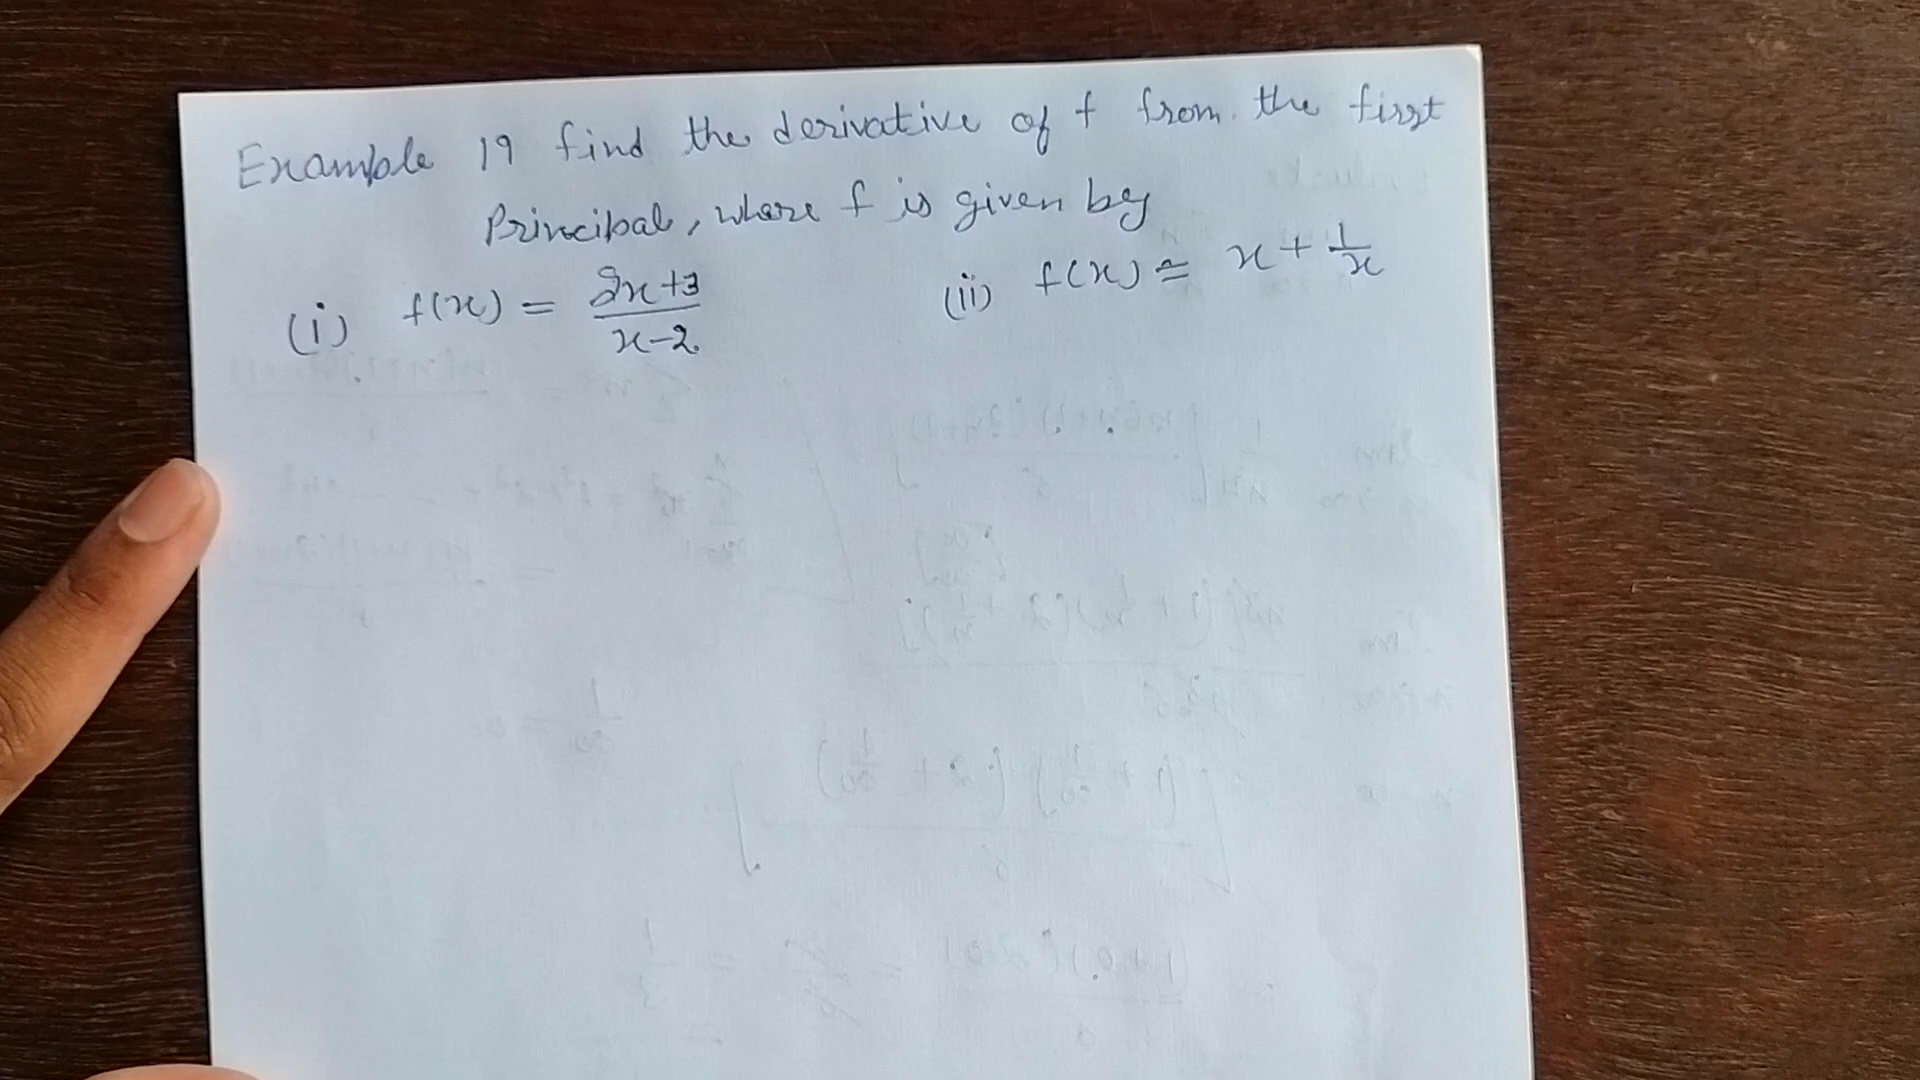 Example 19 find the derivative of f from the first
Principal, where f is given by
(i) f(x) = 2x+3/x-2 (ii) f(x) = x + 1/x